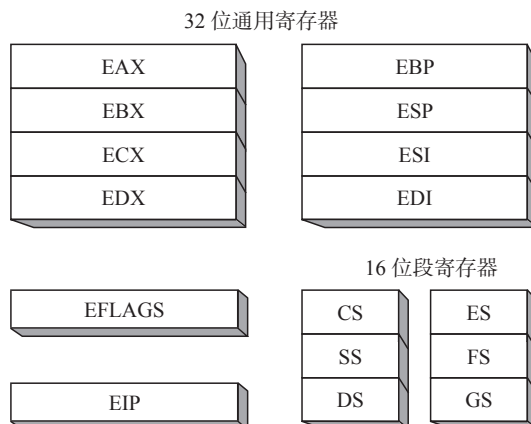 32 位通用寄存器
EAX
EBX
ECX
EDX
EBP
ESP
ESI
EDI
16 位段寄存器
EFLAGS
EIP
CS
SS
DS
ES
FS
GS